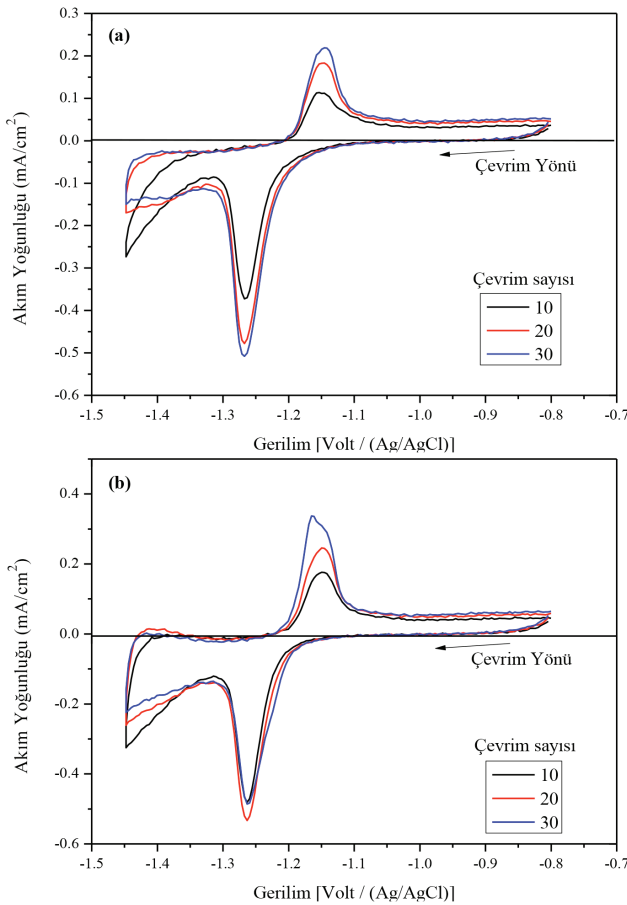 (a)
0.3
0.2
0.1
0.0
-0.1
-0.2
-0.3
-0.4
-0.5
-0.6
Akım Yoğunluğu (mA/cm²)
Çevrim Yönü
Çevrim sayısı
10
20
30
-1.5 -1.4 -1.3 -1.2 -1.1 -1.0 -0.9 -0.8 -0.7
Gerilim [Volt / (Ag/AgCl)]
(b)
0.4
0.2
0.0
-0.2
-0.4
-0.6
Akım Yoğunluğu (mA/cm²)
Çevrim Yönü
Çevrim sayısı
10
20
30
-1.5 -1.4 -1.3 -1.2 -1.1 -1.0 -0.9 -0.8 -0.7
Gerilim [Volt / (Ag/AgCl)]